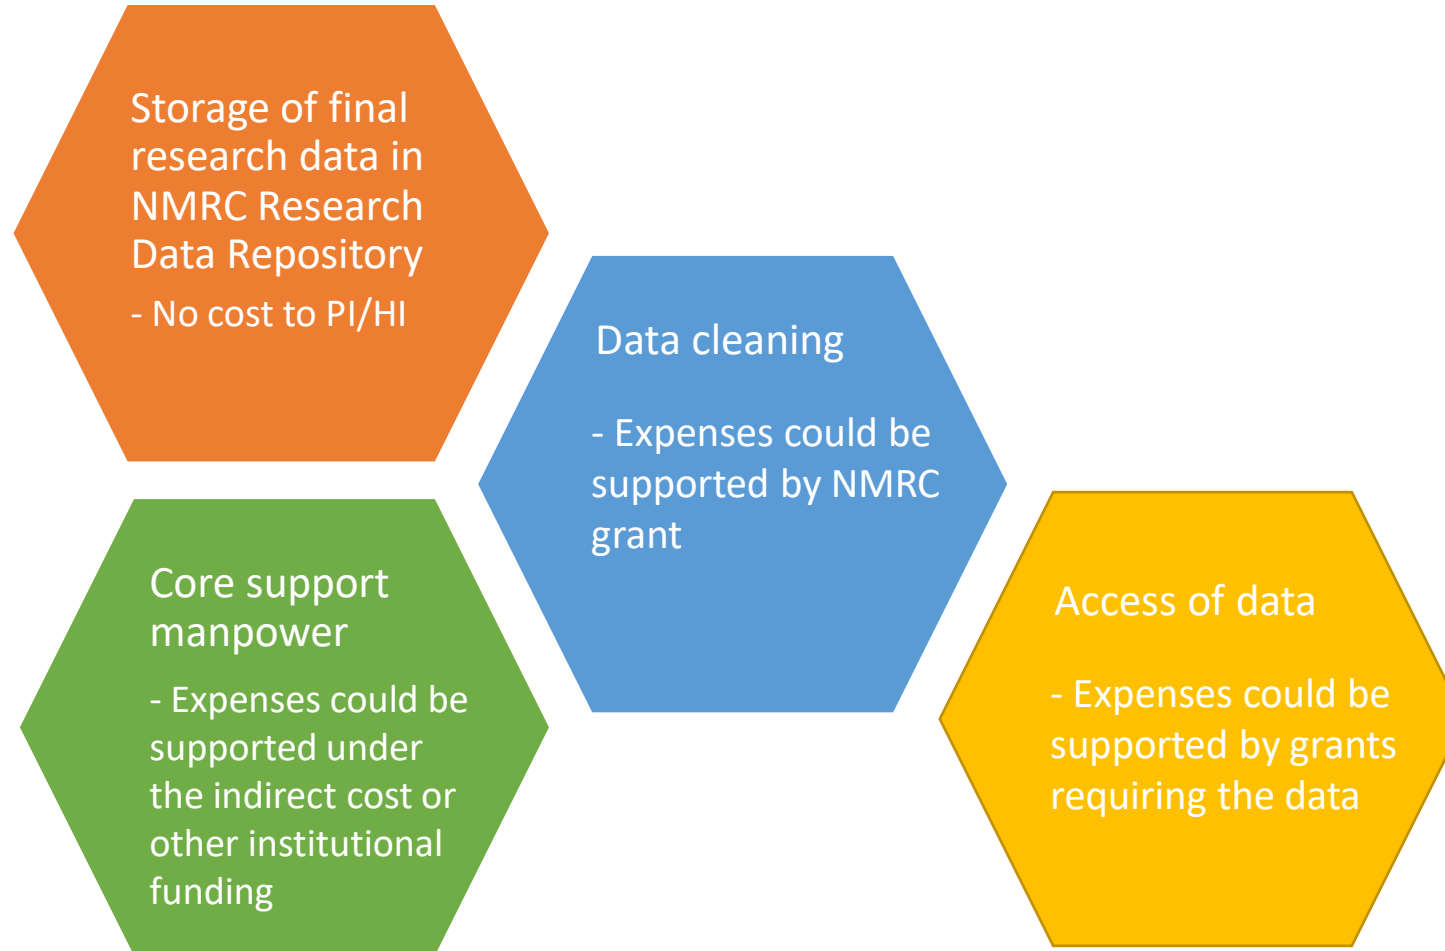 Storage of final
research data in
NMRC Research
Data Repository
- No cost to PI/HI
Data cleaning
- Expenses could be
supported by NMRC
grant
Core support
manpower
- Expenses could be
supported under
the indirect cost or
other institutional
funding
Access of data
- Expenses could be
supported by grants
requiring the data